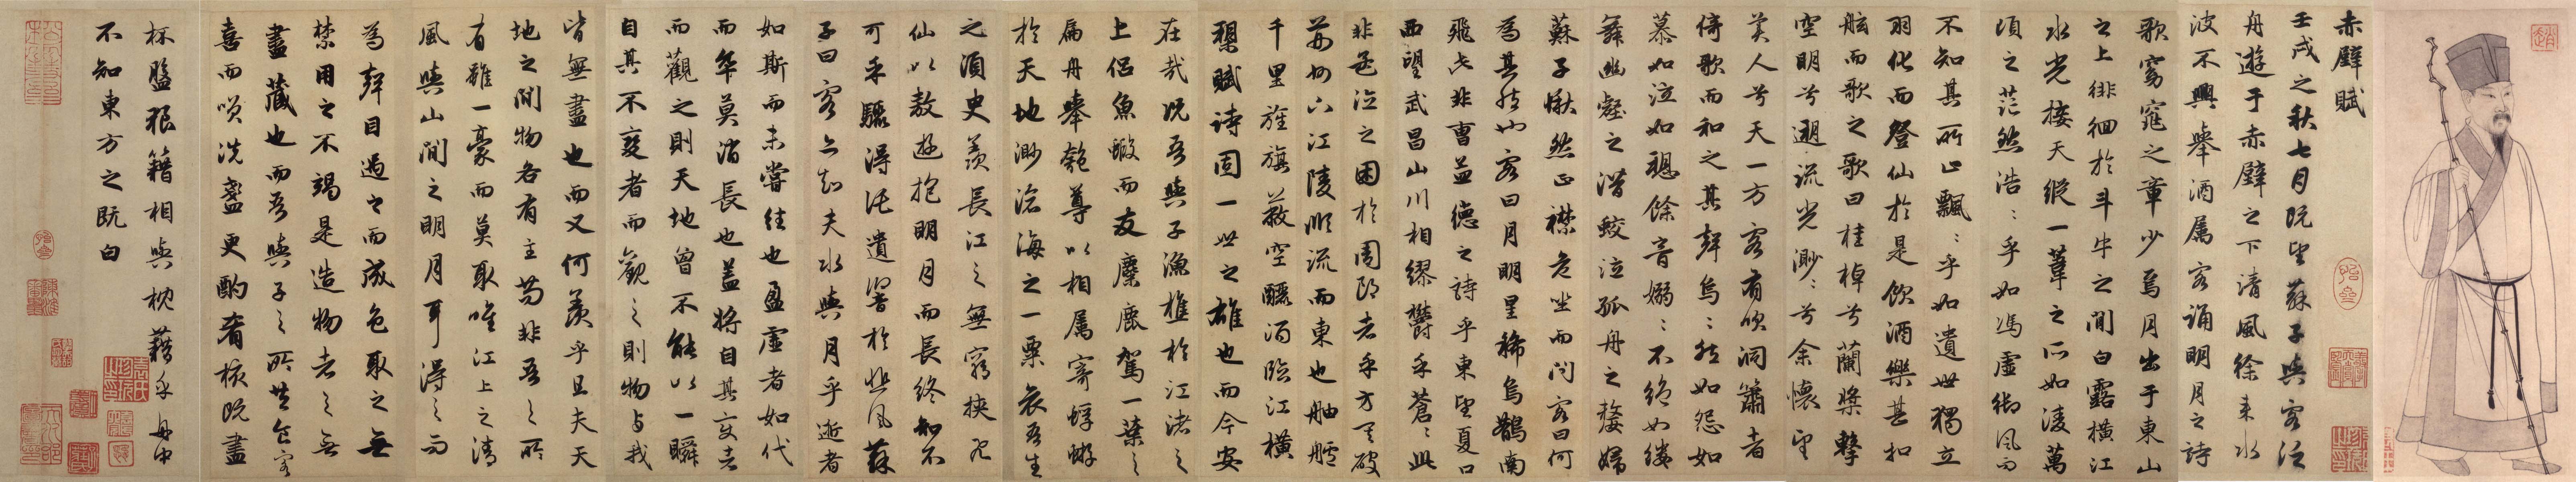 赤壁賦
壬戌之秋七月既望蘇子與客泛
舟遊于赤壁之下清風徐来水
波不興舉酒属客誦明月之詩
歌窈窕之章少焉月出于東山
之上徘徊於斗牛之間白露橫江
水光接天縱一葦之所如凌萬
頃之茫然浩:乎如馮虛御風而
不知其所止飄:乎如遺世獨立
羽化而登仙於是飲酒樂甚扣
舷而歌之歌曰桂棹兮蘭槳擊
空明兮遡流光渺:兮余懷望
美人兮天一方客有吹洞簫者
倚歌而和之其聲烏:然如怨如
慕如泣如愬餘音嫋:不絕如縷
舞幽壑之潛蛟泣孤舟之嫠婦
蘇子愀然正襟危坐而問客曰何
為其然也客曰月明星稀烏鵲南
飛此非曹孟德之詩乎東望夏口
西望武昌山川相繆鬱乎蒼:此
非孟德之困於周郎者乎方其破
荊州下江陵順流而東也舳艫
千里旌旗蔽空釃酒臨江橫
槊賦詩固一世之雄也而今安
在哉况吾與子漁樵於江渚之
上侶魚蝦而友麋鹿駕一葉之
扁舟舉匏尊以相属寄蜉蝣
於天地渺滄海之一粟哀吾生
之須臾羨長江之無窮挾飛
仙以敖遊抱明月而長終知不
可乎驟得託遺響於悲風蘇
子曰客亦知夫水與月乎逝者
如斯而未嘗往也盈虛者如代
而卒莫消長也蓋將自其變者
而觀之則天地曾不能以一瞬
自其不變者而觀之則物與我
皆無盡也而又何羨乎且夫天
地之間物各有主苟非吾之所
有雖一豪而莫取唯江上之清
風與山間之明月耳得之而
為聲目遇之而成色取之無
禁用之不竭是造物者之無
盡藏也而吾與子之所共食客
喜而咲洗盞更酌肴核既盡
杯盤狼籍相與枕藉乎舟中
不知東方之既白